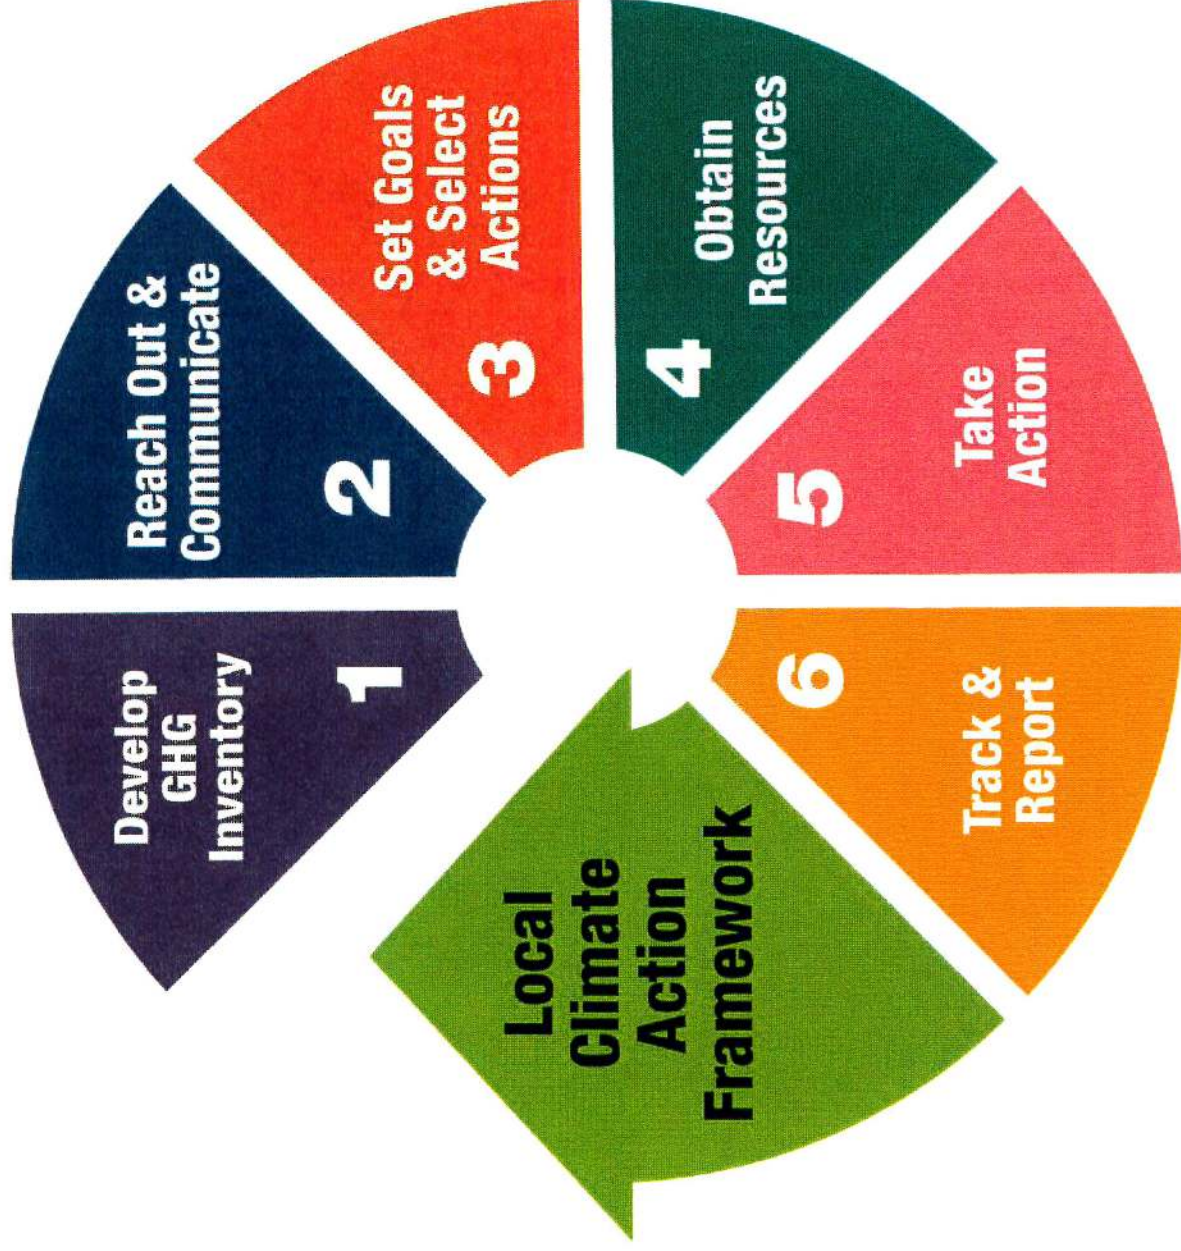 Local
Climate
Action
Framework
1
Develop
GHG
Inventory
2
Reach Out &
Communicate
3
Set Goals
& Select
Actions
4
Obtain
Resources
5
Take
Action
6
Track &
Report